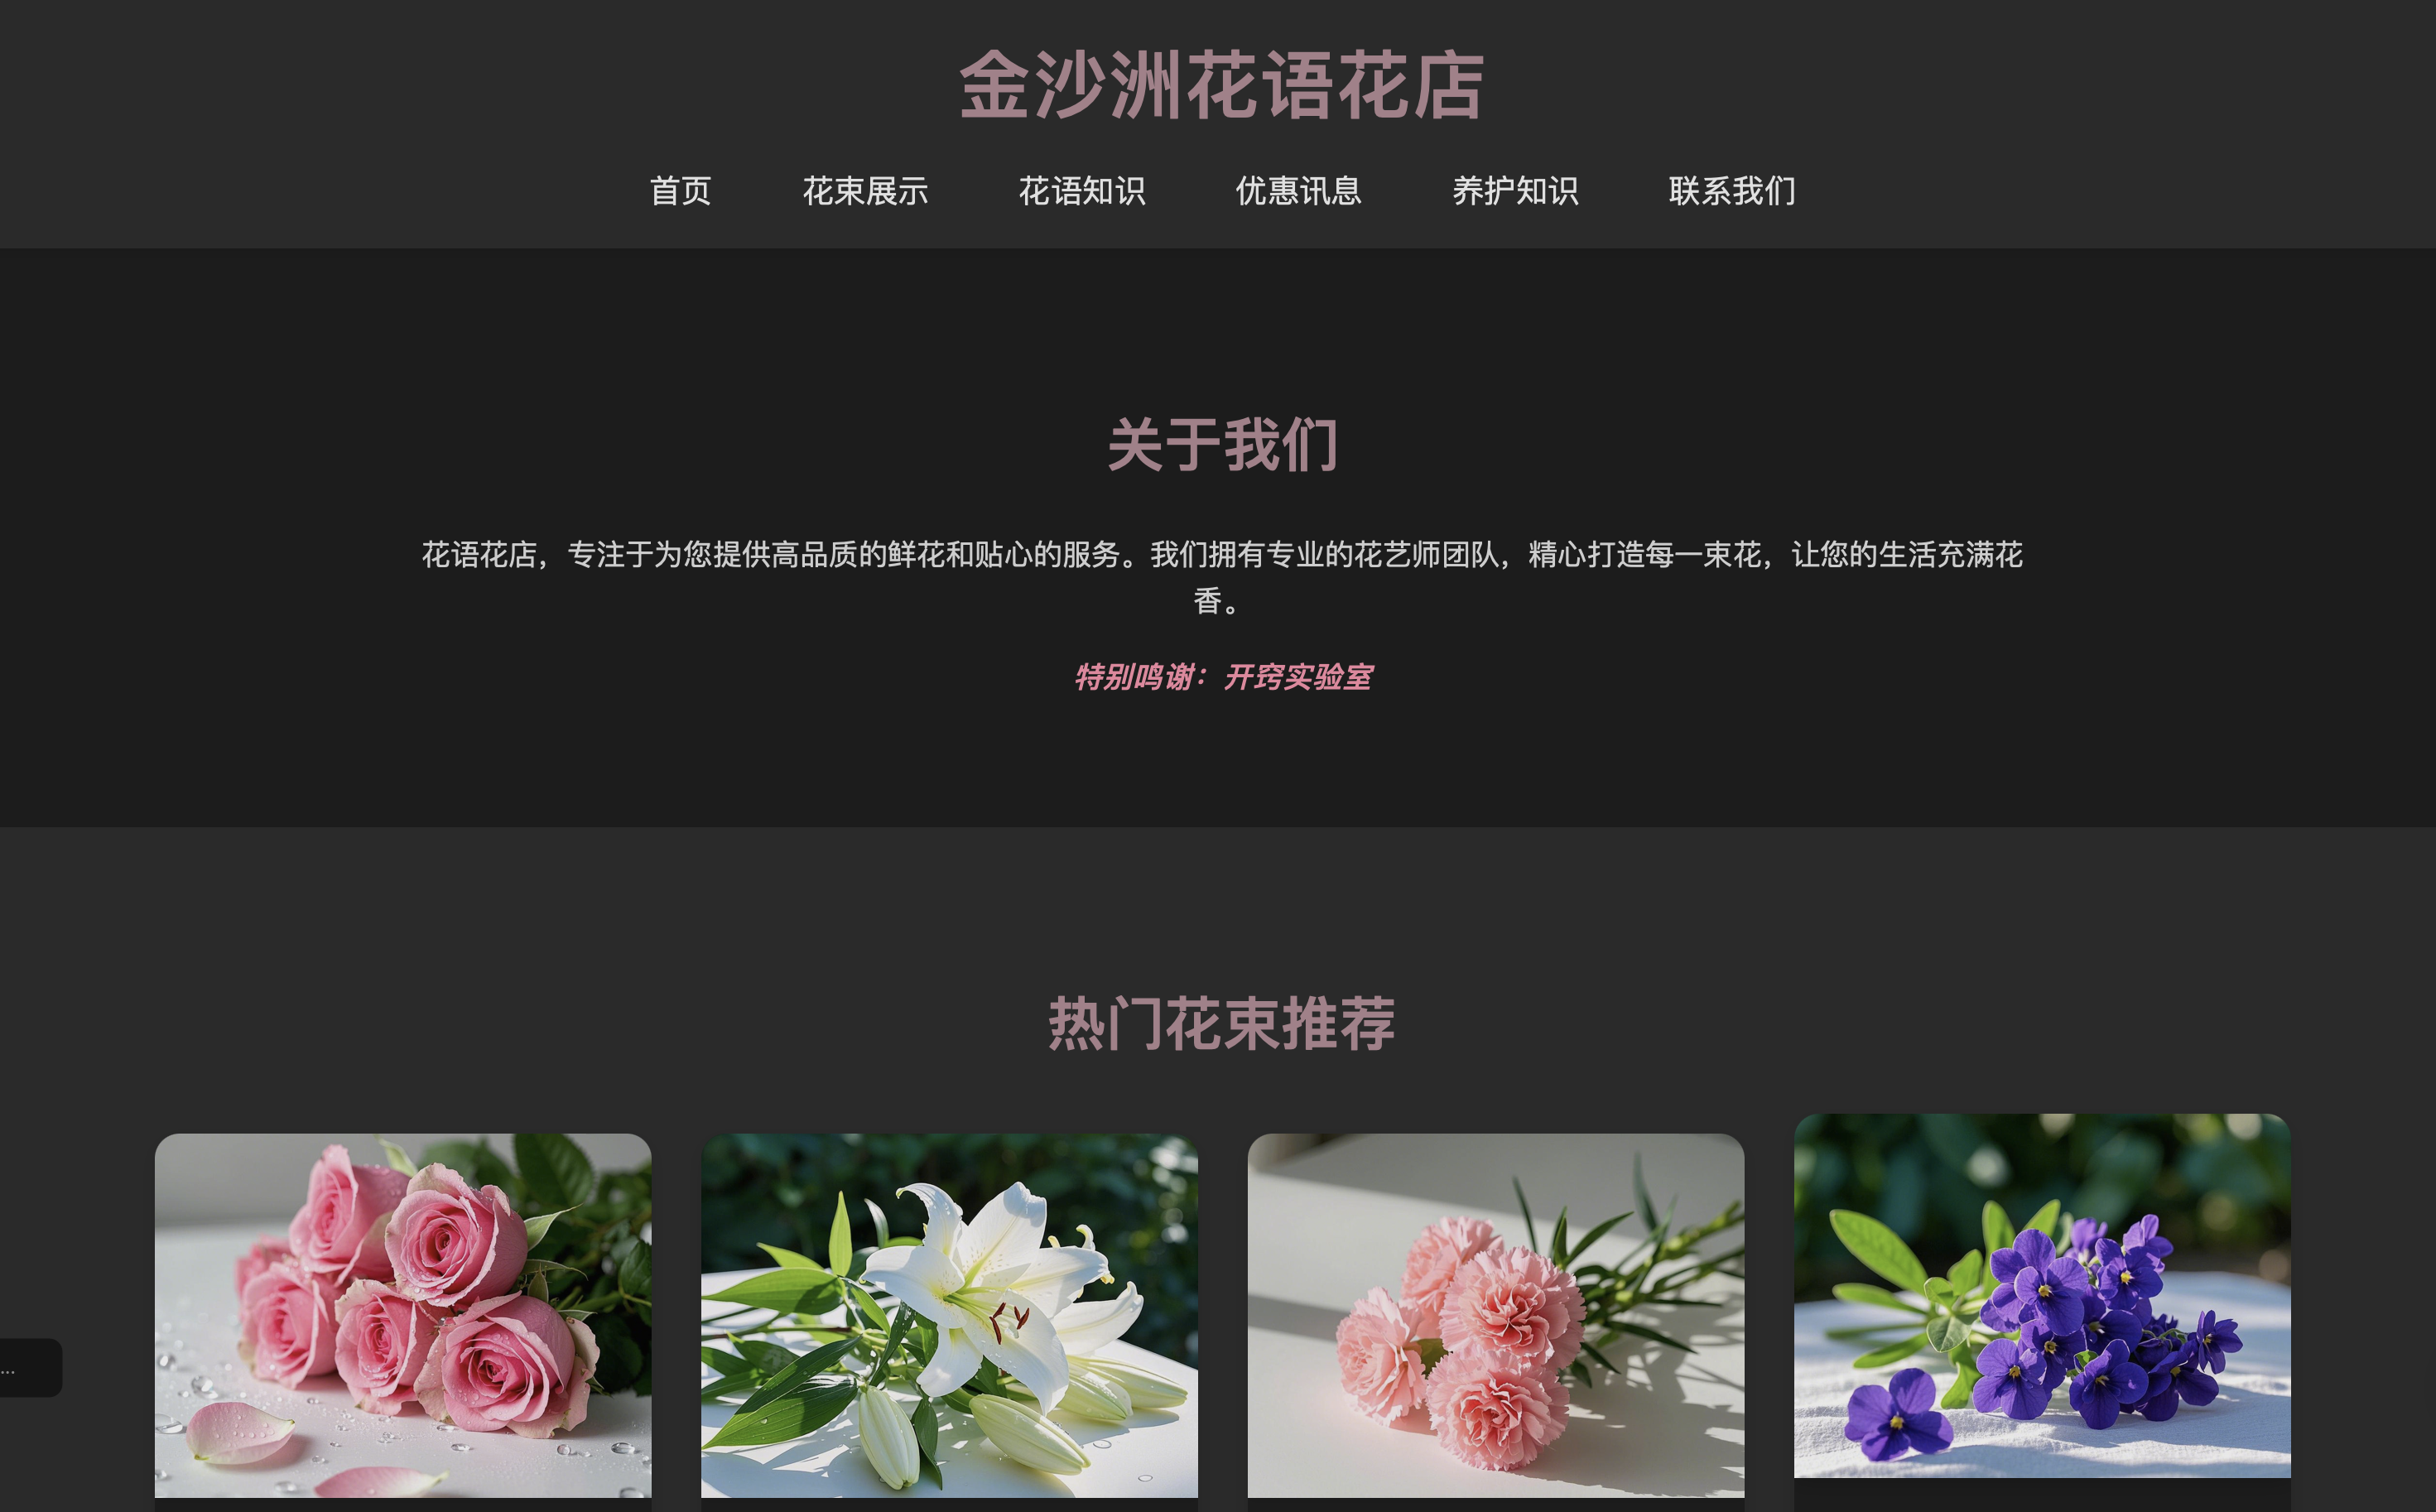 金沙洲花语花店
首页 花束展示 花语知识 优惠讯息 养护知识 联系我们
关于我们
花语花店，专注于为您提供高品质的鲜花和贴心的服务。我们拥有专业的花艺师团队，精心打造每一束花，让您的生活充满花
香。
特别鸣谢：开窍实验室
热门花束推荐
...